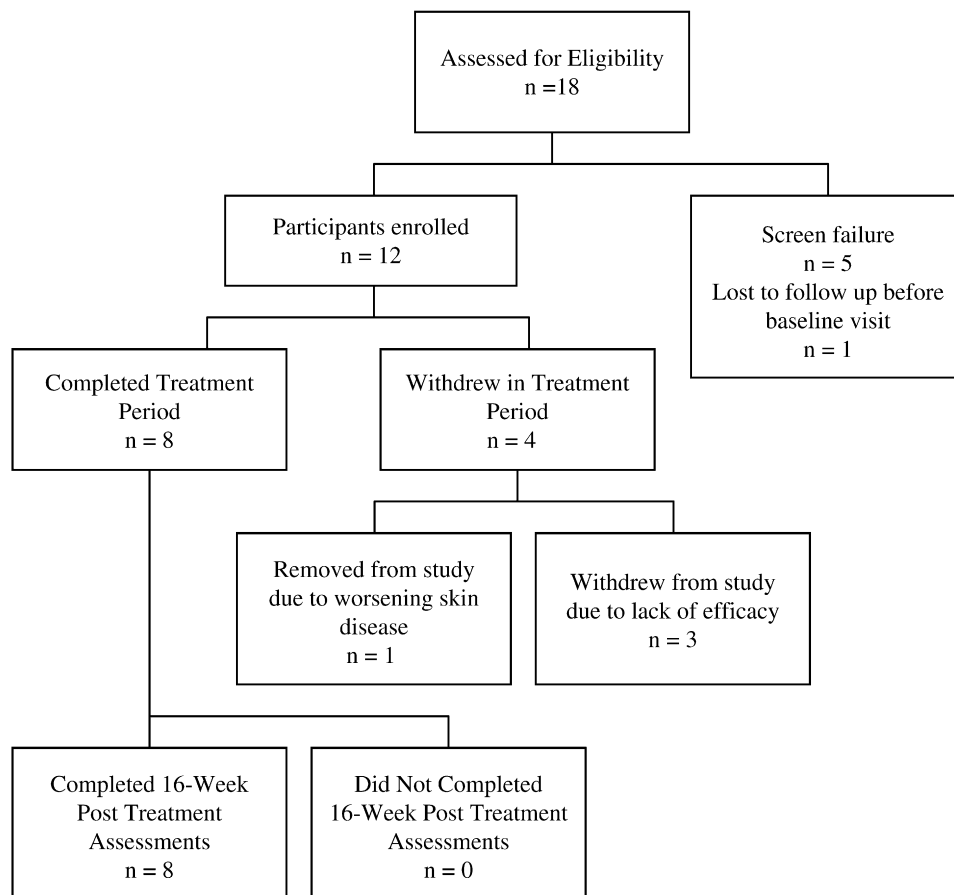 Assessed for Eligibility
n =18
Participants enrolled
n = 12
Screen failure
n = 5
Lost to follow up before
baseline visit
n = 1
Completed Treatment
Period
n = 8
Withdrew in Treatment
Period
n = 4
Removed from study
due to worsening skin
disease
n = 1
Withdrew from study
due to lack of efficacy
n = 3
Completed 16-Week
Post Treatment
Assessments
n = 8
Did Not Completed
16-Week Post Treatment
Assessments
n = 0